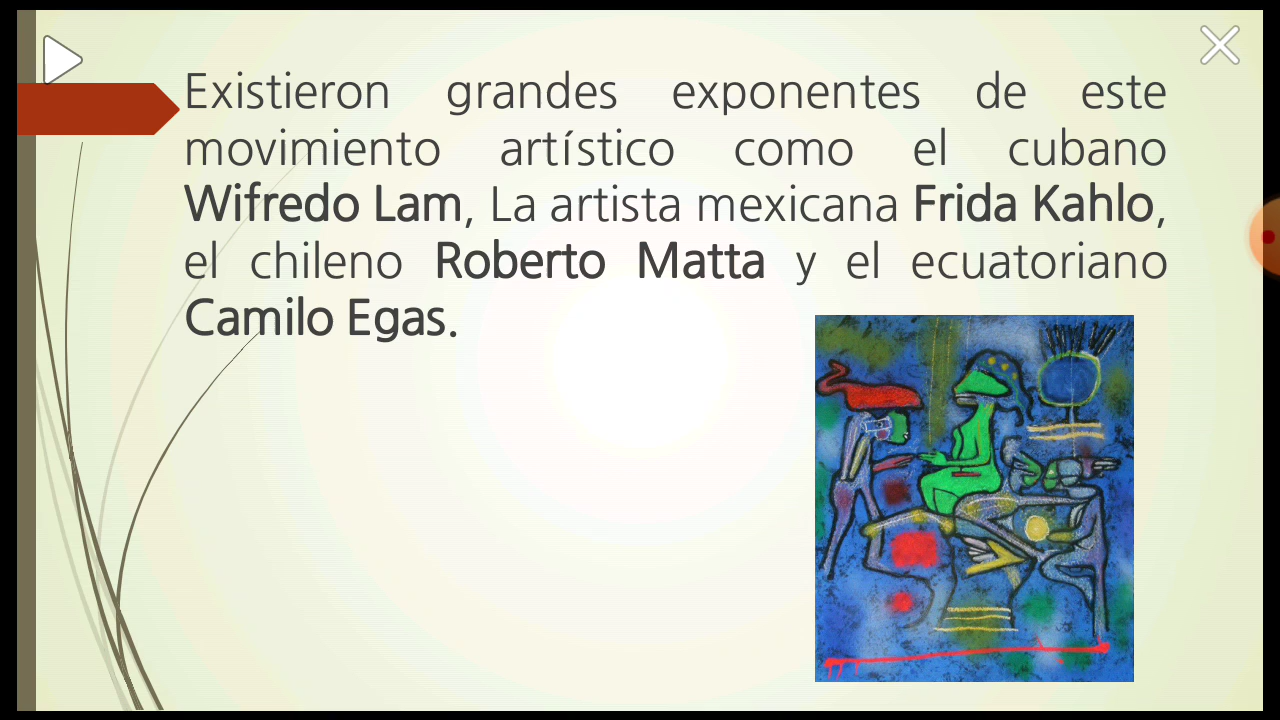 Existieron grandes exponentes de este
movimiento artístico como el cubano
Wifredo Lam, La artista mexicana Frida Kahlo,
el chileno Roberto Matta y el ecuatoriano
Camilo Egas.